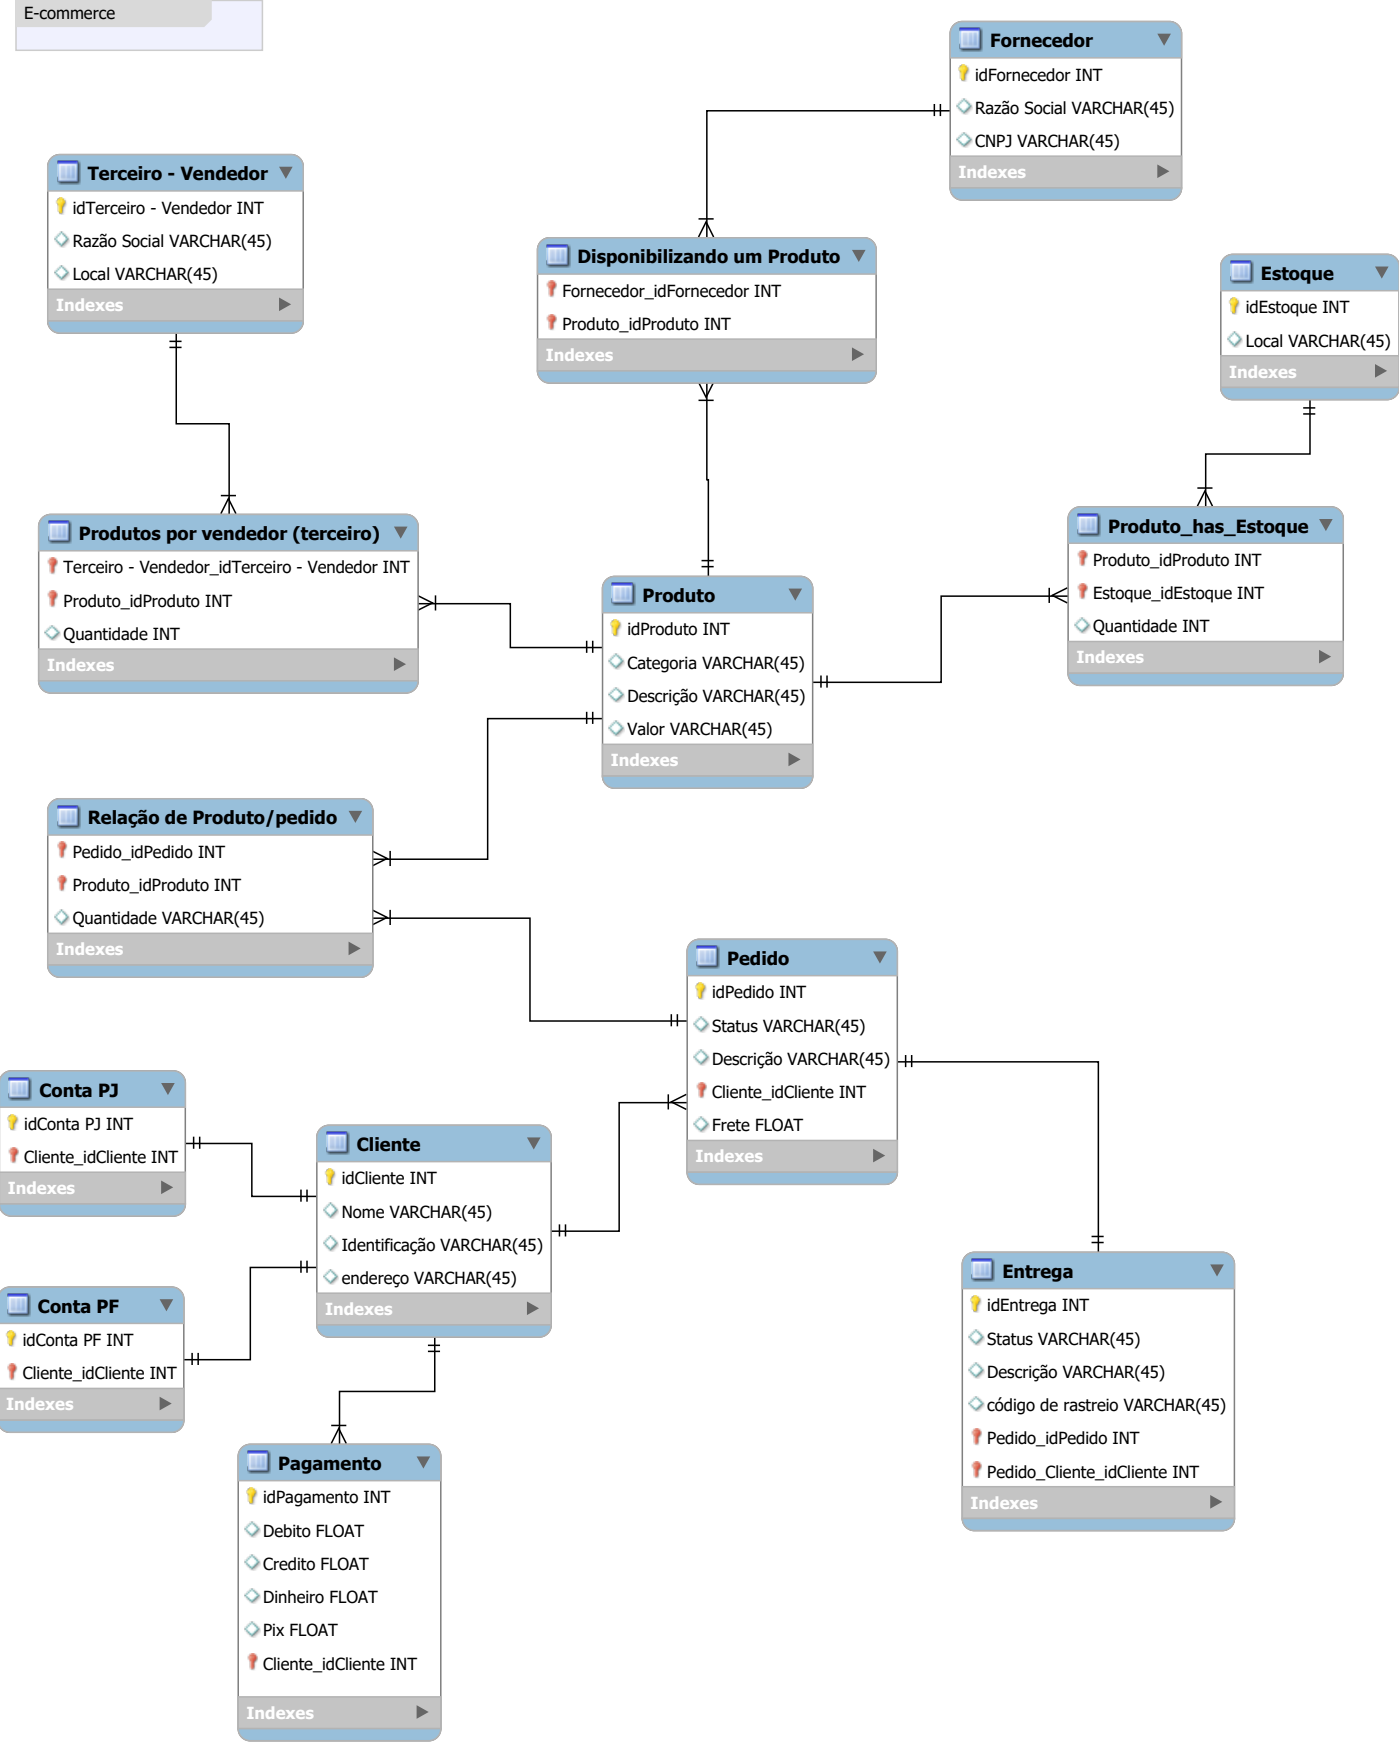 E-commerce
Fornecedor
idFornecedor INT
Razão Social VARCHAR(45)
CNPJ VARCHAR(45)
Indexes
Terceiro - Vendedor
idTerceiro - Vendedor INT
Razão Social VARCHAR(45)
Local VARCHAR(45)
Indexes
Disponibilizando um Produto
Fornecedor_idFornecedor INT
Produto_idProduto INT
Indexes
Estoque
idEstoque INT
Local VARCHAR(45)
Indexes
Produtos por vendedor (terceiro)
Terceiro - Vendedor_idTerceiro - Vendedor INT
Produto_idProduto INT
Quantidade INT
Indexes
Produto_has_Estoque
Produto_idProduto INT
Estoque_idEstoque INT
Quantidade INT
Indexes
Produto
idProduto INT
Categoria VARCHAR(45)
Descrição VARCHAR(45)
Valor VARCHAR(45)
Indexes
Relação de Produto/pedido
Pedido_idPedido INT
Produto_idProduto INT
Quantidade VARCHAR(45)
Indexes
Pedido
idPedido INT
Status VARCHAR(45)
Descrição VARCHAR(45)
Cliente_idCliente INT
Frete FLOAT
Indexes
Conta PJ
idConta PJ INT
Cliente_idCliente INT
Indexes
Cliente
idCliente INT
Nome VARCHAR(45)
Identificação VARCHAR(45)
endereço VARCHAR(45)
Indexes
Conta PF
idConta PF INT
Cliente_idCliente INT
Indexes
Entrega
idEntrega INT
Status VARCHAR(45)
Descrição VARCHAR(45)
código de rastreio VARCHAR(45)
Pedido_idPedido INT
Pedido_Cliente_idCliente INT
Indexes
Pagamento
idPagamento INT
Debito FLOAT
Credito FLOAT
Dinheiro FLOAT
Pix FLOAT
Cliente_idCliente INT
Indexes